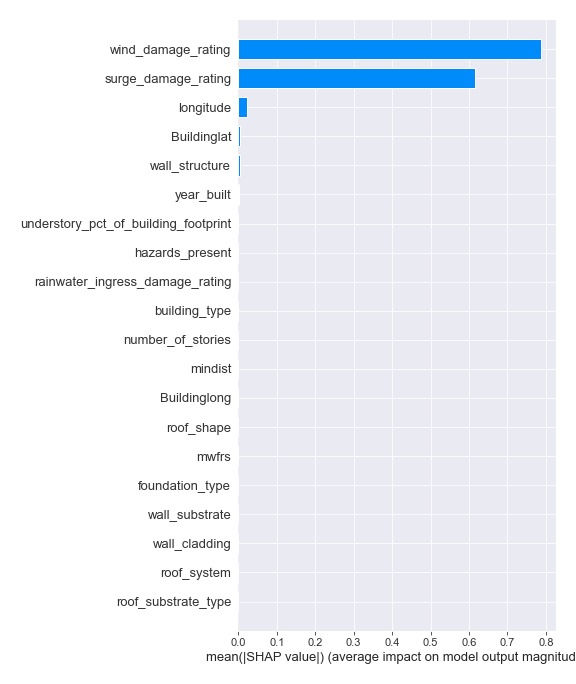 wind_damage_rating
surge_damage_rating
longitude
Buildinglat
wall_structure
year_built
understory_pct_of_building_footprint
hazards_present
rainwater_ingress_damage_rating
building_type
number_of_stories
mindist
Buildinglong
roof_shape
mwfrs
foundation_type
wall_substrate
wall_cladding
roof_system
roof_substrate_type
0.0 0.1 0.2 0.3 0.4 0.5 0.6 0.7 0.8
mean(|SHAP value|) (average impact on model output magnitud